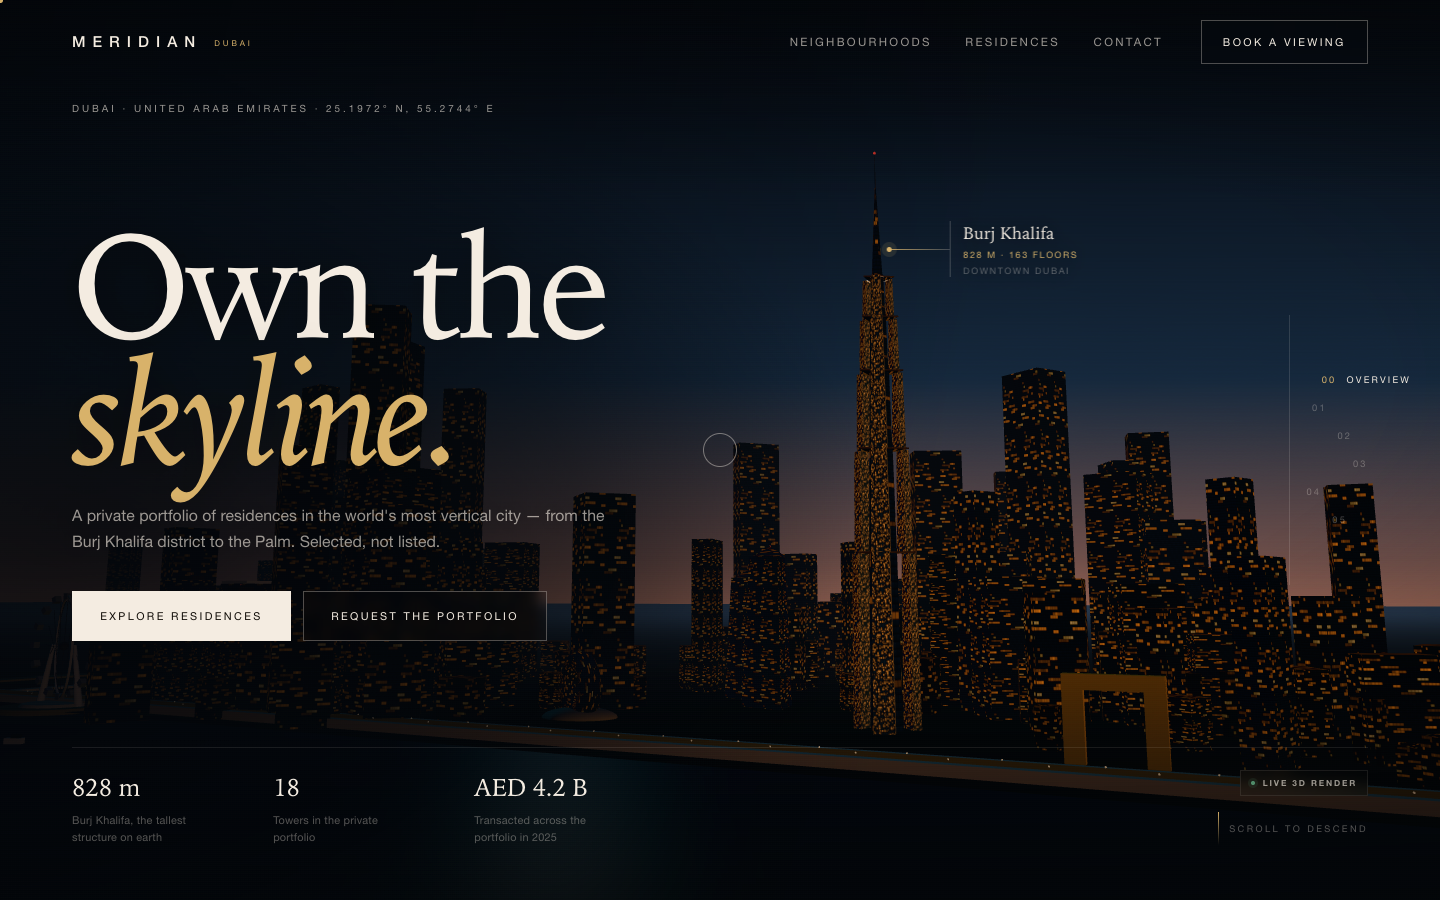 MERIDIAN DUBAI
NEIGHBOURHOODS RESIDENCES CONTACT BOOK A VIEWING
DUBAI · UNITED ARAB EMIRATES · 25.1972° N, 55.2744° E
Own the
skyline.
Burj Khalifa
828 M · 163 FLOORS
DOWNTOWN DUBAI
00 OVERVIEW
01
02
03
04
05
A private portfolio of residences in the world's most vertical city — from the
Burj Khalifa district to the Palm. Selected, not listed.
EXPLORE RESIDENCES REQUEST THE PORTFOLIO
828 m
Burj Khalifa, the tallest
structure on earth
18
Towers in the private
portfolio
AED 4.2 B
Transacted across the
portfolio in 2025
LIVE 3D RENDER
SCROLL TO DESCEND